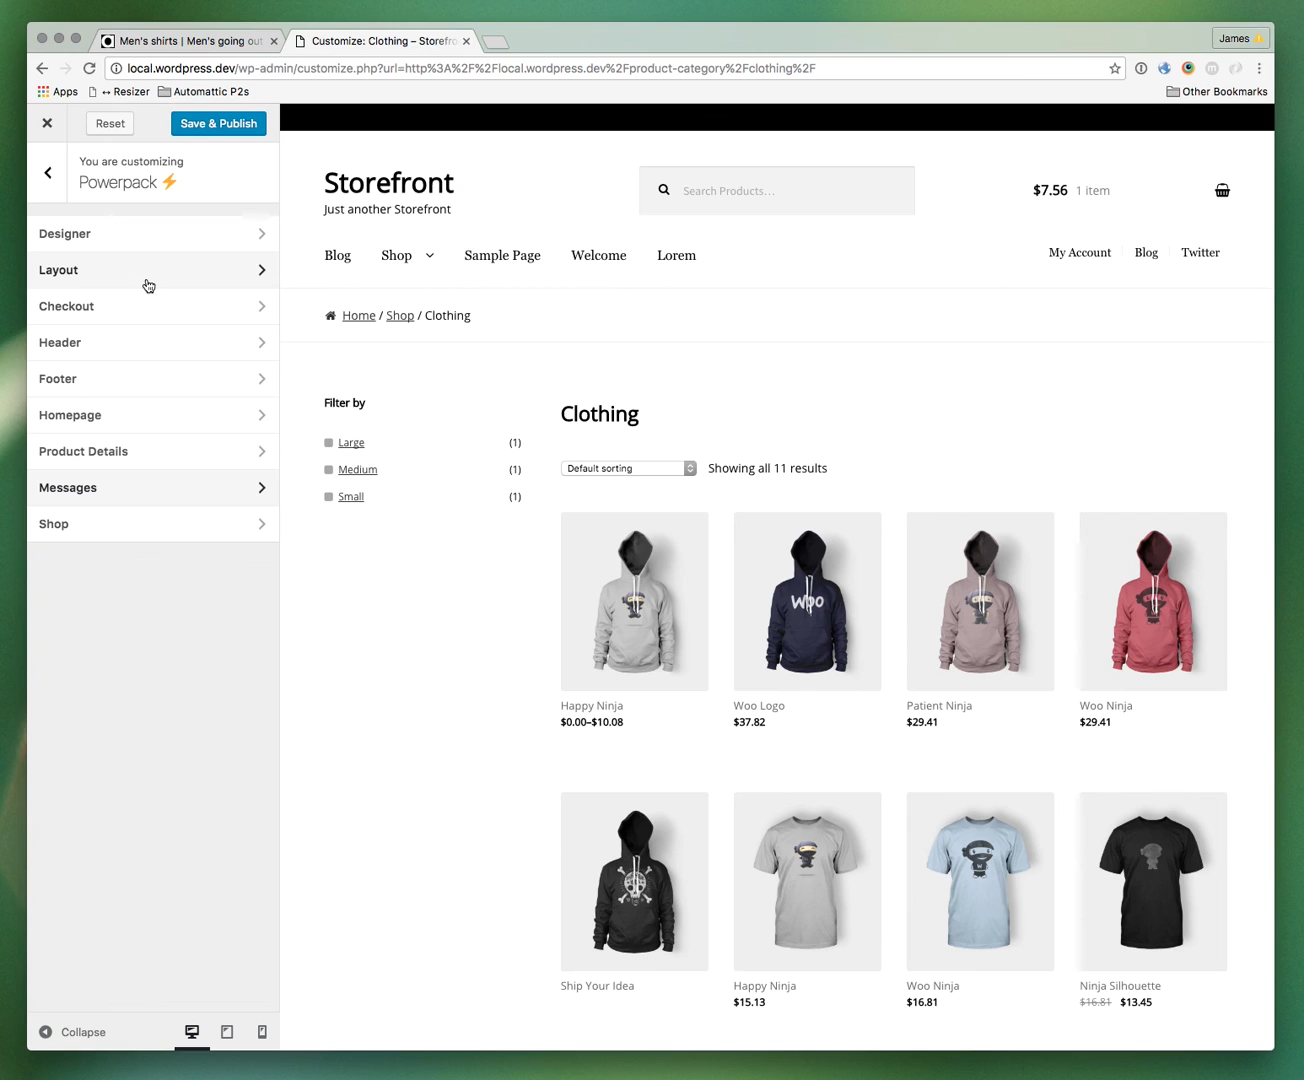 Men's shirts | Men's going out
Customize: Clothing – Storefro
James
local.wordpress.dev/wp-admin/customize.php?url=http%3A%2F%2Flocal.wordpress.dev%2Fproduct-category%2Fclothing%2F
Apps
↔ Resizer
Automattic P2s
Other Bookmarks
Reset
Save & Publish
You are customizing
Powerpack ⚡
Designer
Layout
Checkout
Header
Footer
Homepage
Product Details
Messages
Shop
Collapse
Storefront
Just another Storefront
Search Products…
$7.56 1 item
Blog
Shop
Sample Page
Welcome
Lorem
My Account
Blog
Twitter
Home / Shop / Clothing
Filter by
Large (1)
Medium (1)
Small (1)
Clothing
Default sorting
Showing all 11 results
Woo
Happy Ninja
$0.00–$10.08
Woo Logo
$37.82
Patient Ninja
$29.41
Woo Ninja
$29.41
Ship Your Idea
Happy Ninja
$15.13
Woo Ninja
$16.81
Ninja Silhouette
$16.81 $13.45